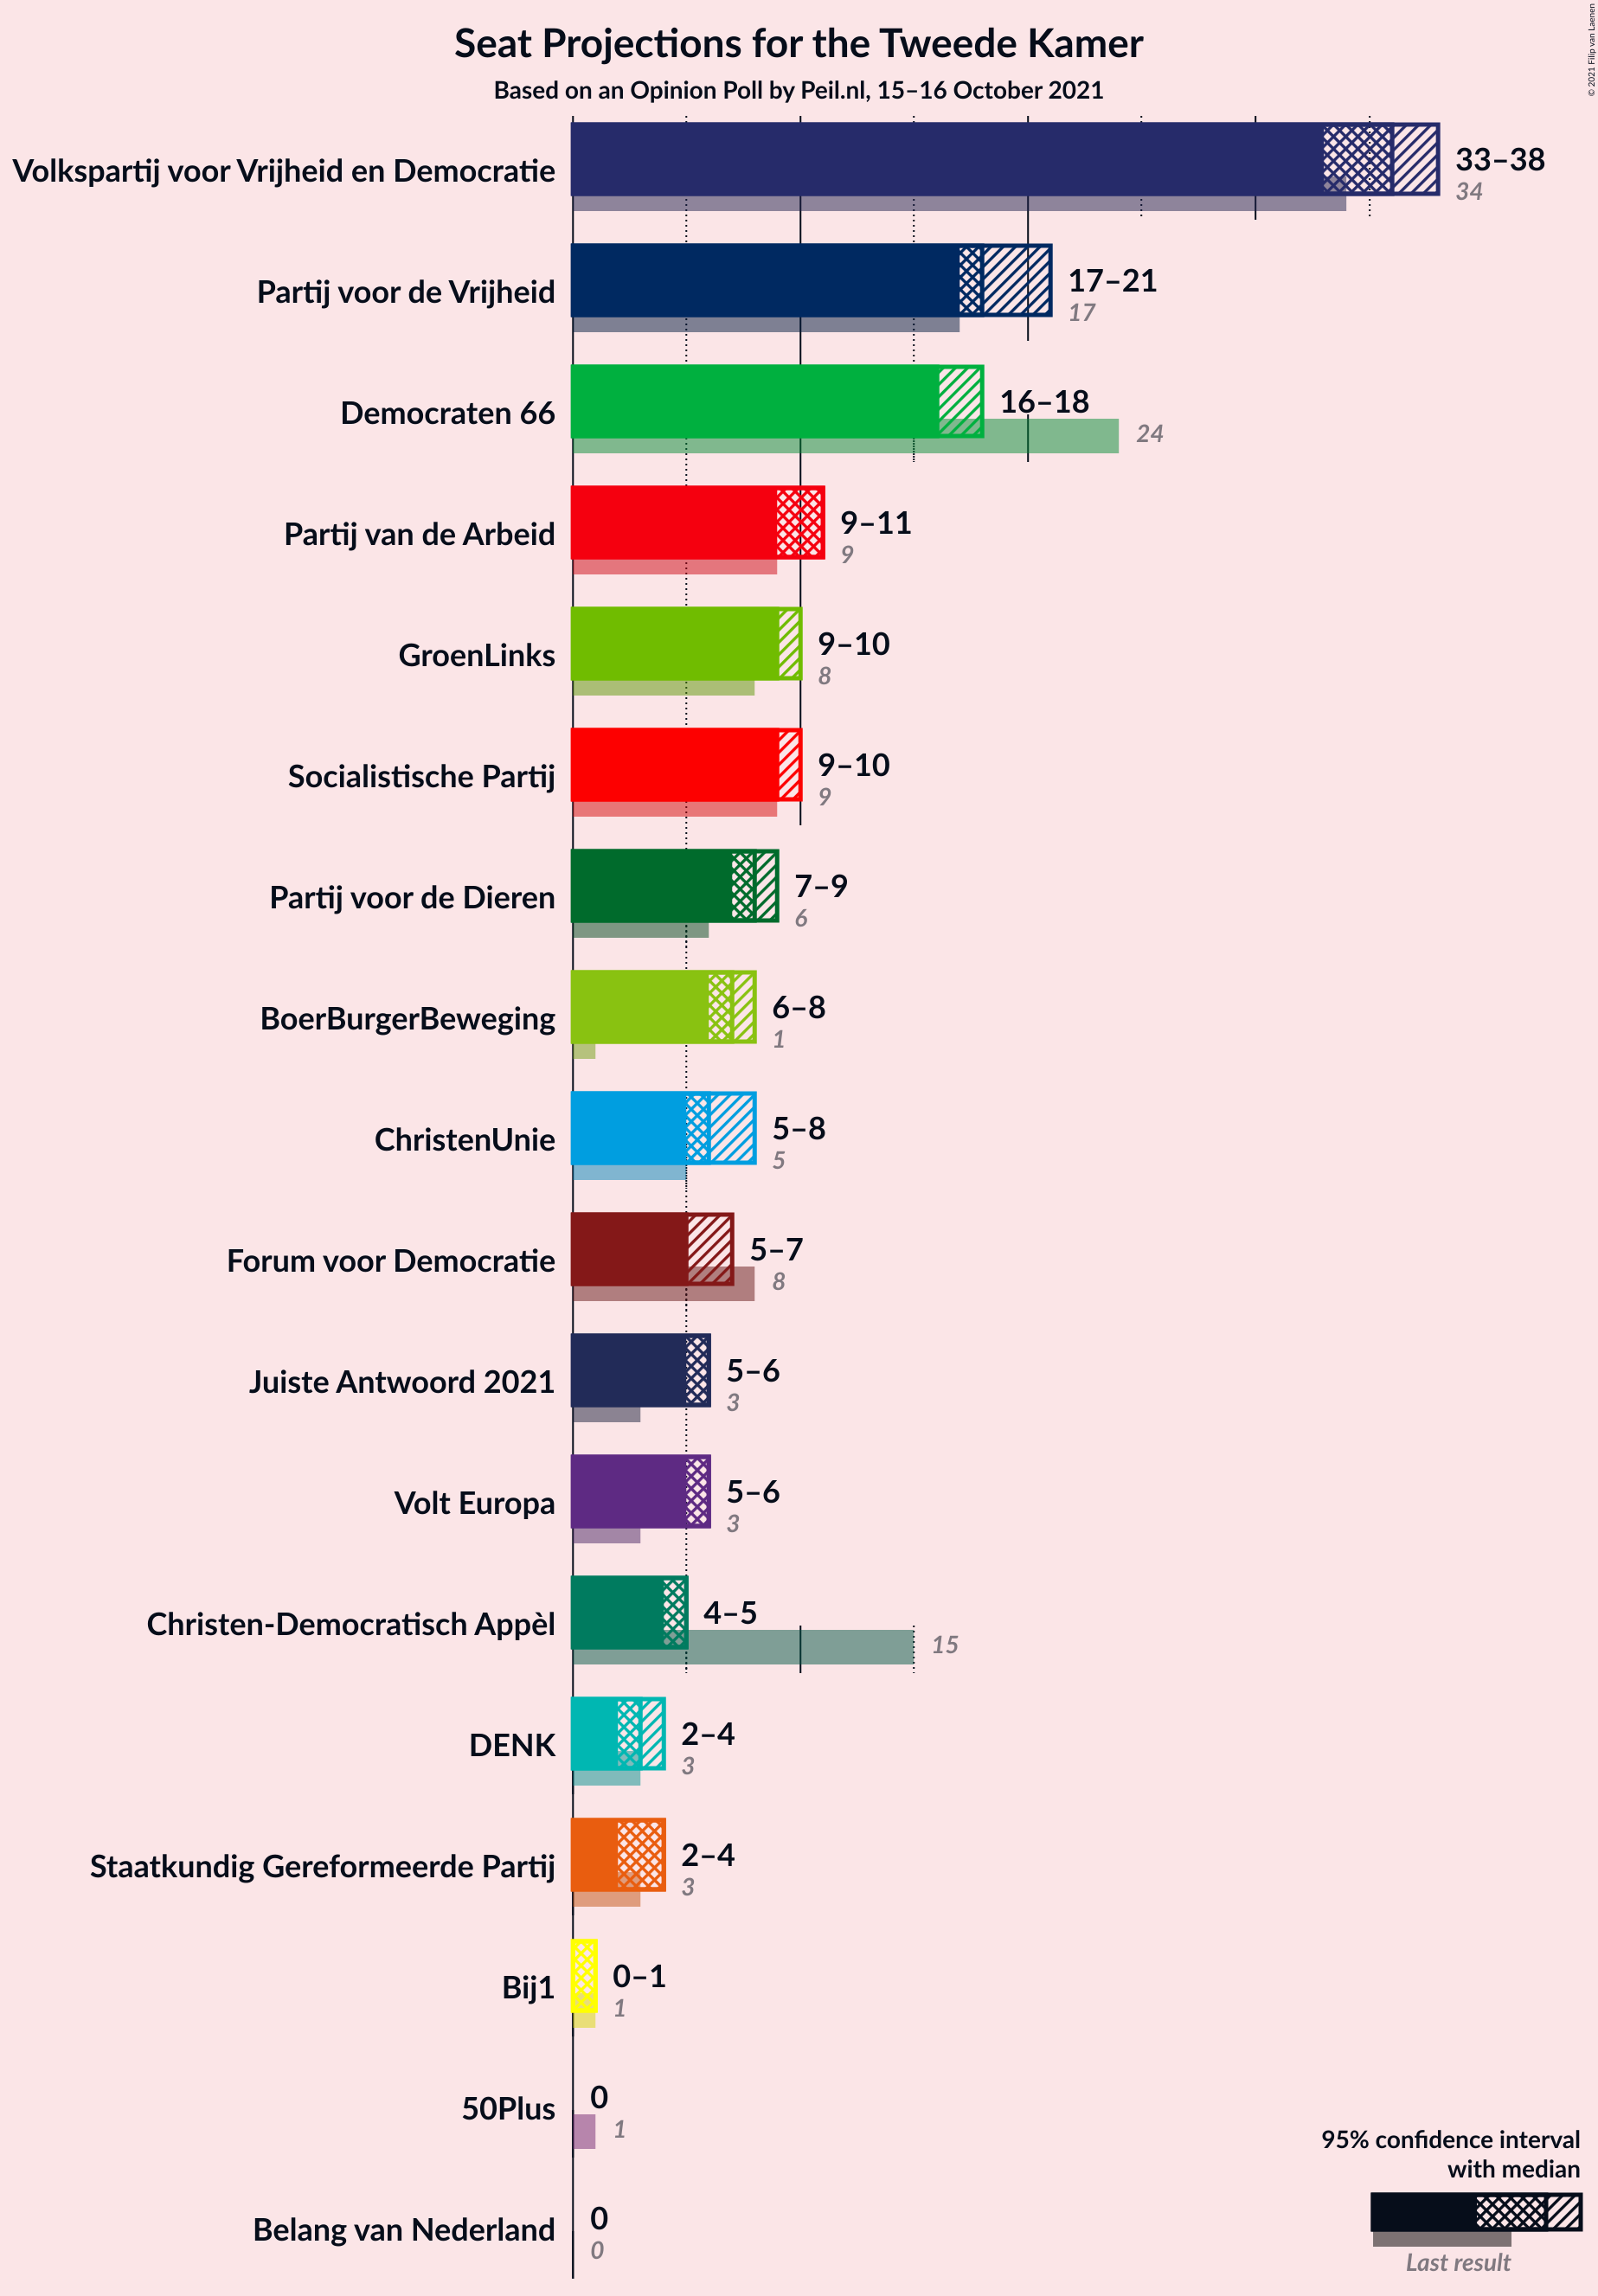 Seat Projections for the Tweede Kamer
Based on an Opinion Poll by Peil.nl, 15–16 October 2021
© 2021 Filip van Laenen
Volkspartij voor Vrijheid en Democratie
33–38
34
Partij voor de Vrijheid
17–21
17
Democraten 66
16–18
24
Partij van de Arbeid
9–11
9
GroenLinks
9–10
8
Socialistische Partij
9–10
9
Partij voor de Dieren
7–9
6
BoerBurgerBeweging
6–8
1
ChristenUnie
5–8
5
Forum voor Democratie
5–7
8
Juiste Antwoord 2021
5–6
3
Volt Europa
5–6
3
Christen-Democratisch Appèl
4–5
15
DENK
2–4
3
Staatkundig Gereformeerde Partij
2–4
3
Bij1
0–1
1
50Plus
0
1
Belang van Nederland
0
0
95% confidence interval
with median
Last result